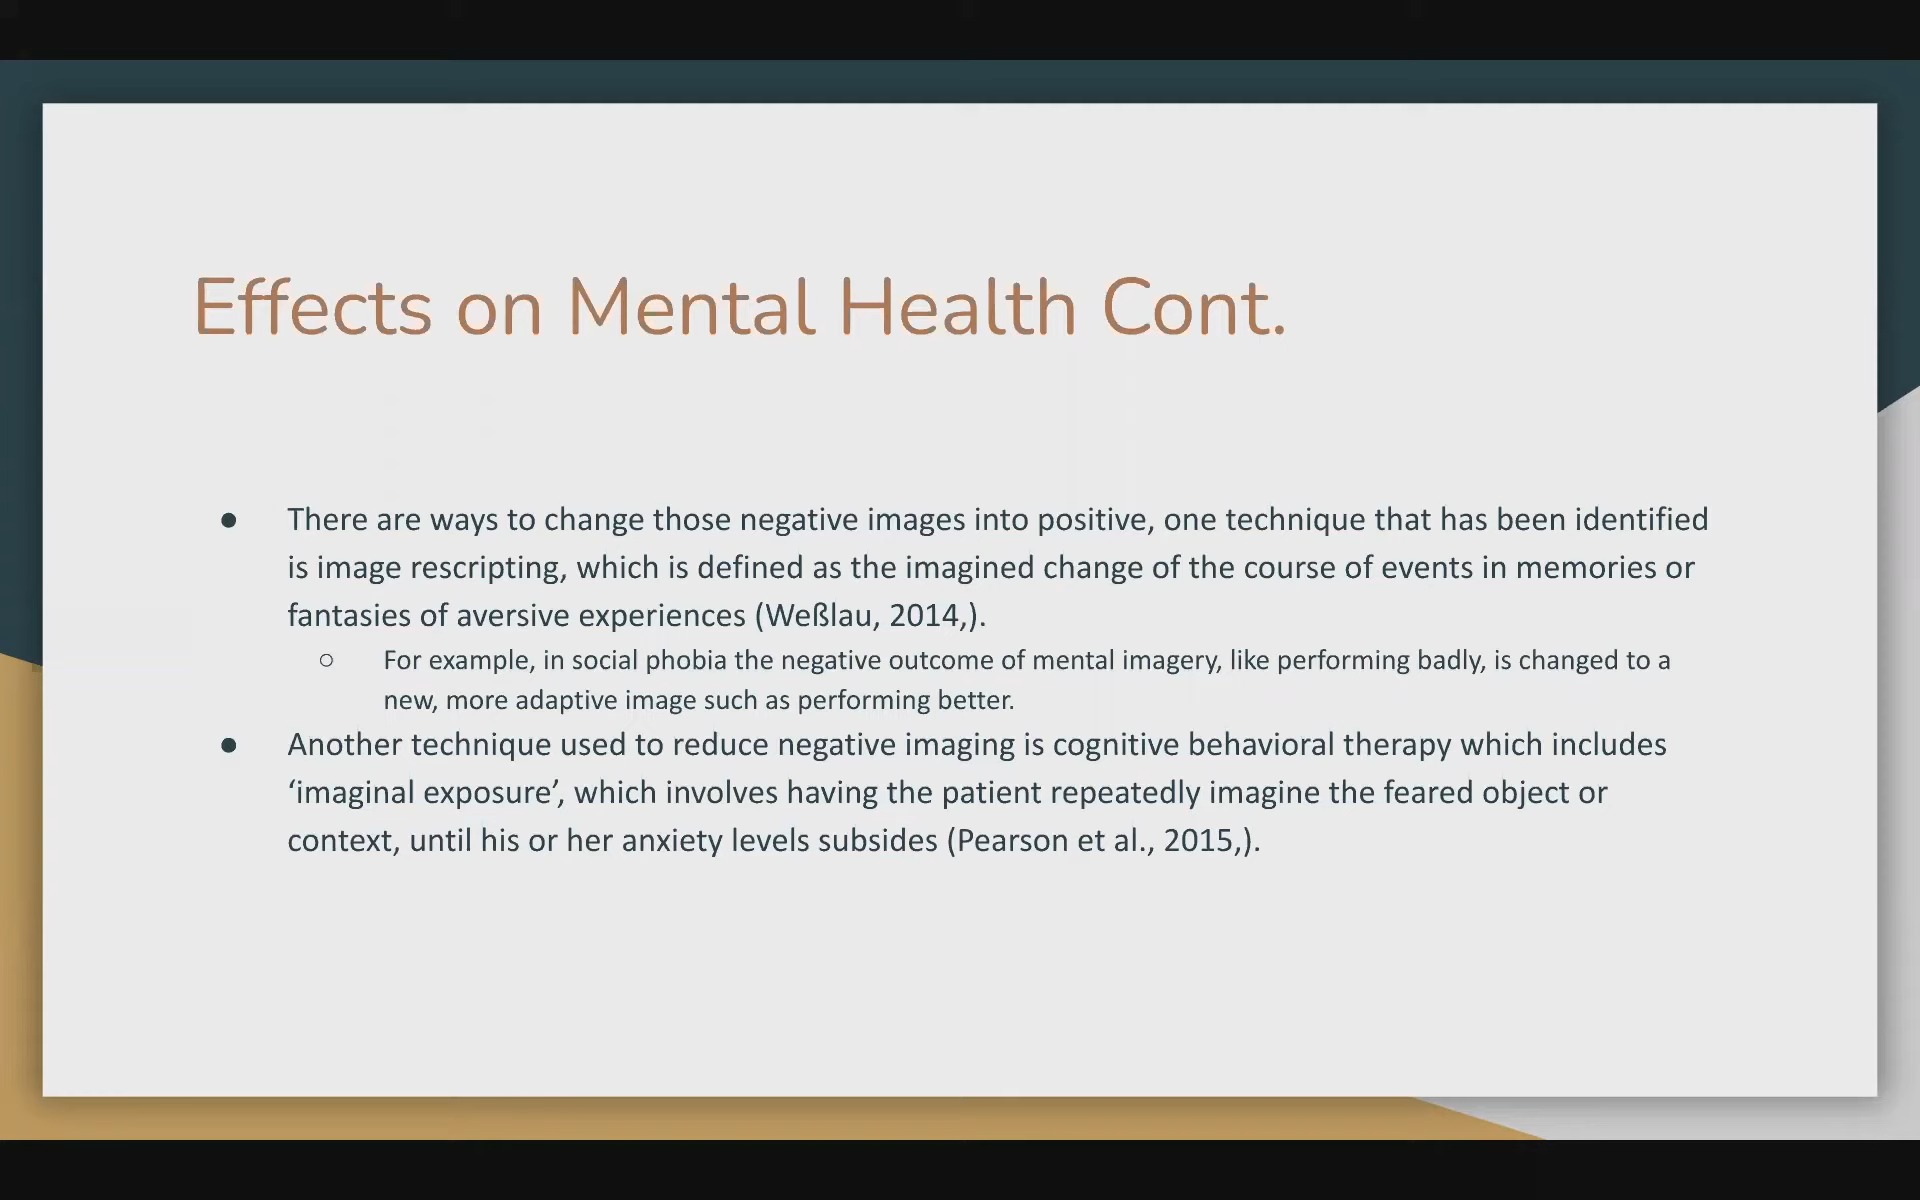 Effects on Mental Health Cont.
● There are ways to change those negative images into positive, one technique that has been identified
is image rescripting, which is defined as the imagined change of the course of events in memories or
fantasies of aversive experiences (Weßlau, 2014,).
○ For example, in social phobia the negative outcome of mental imagery, like performing badly, is changed to a
new, more adaptive image such as performing better.
● Another technique used to reduce negative imaging is cognitive behavioral therapy which includes
‘imaginal exposure’, which involves having the patient repeatedly imagine the feared object or
context, until his or her anxiety levels subsides (Pearson et al., 2015,).